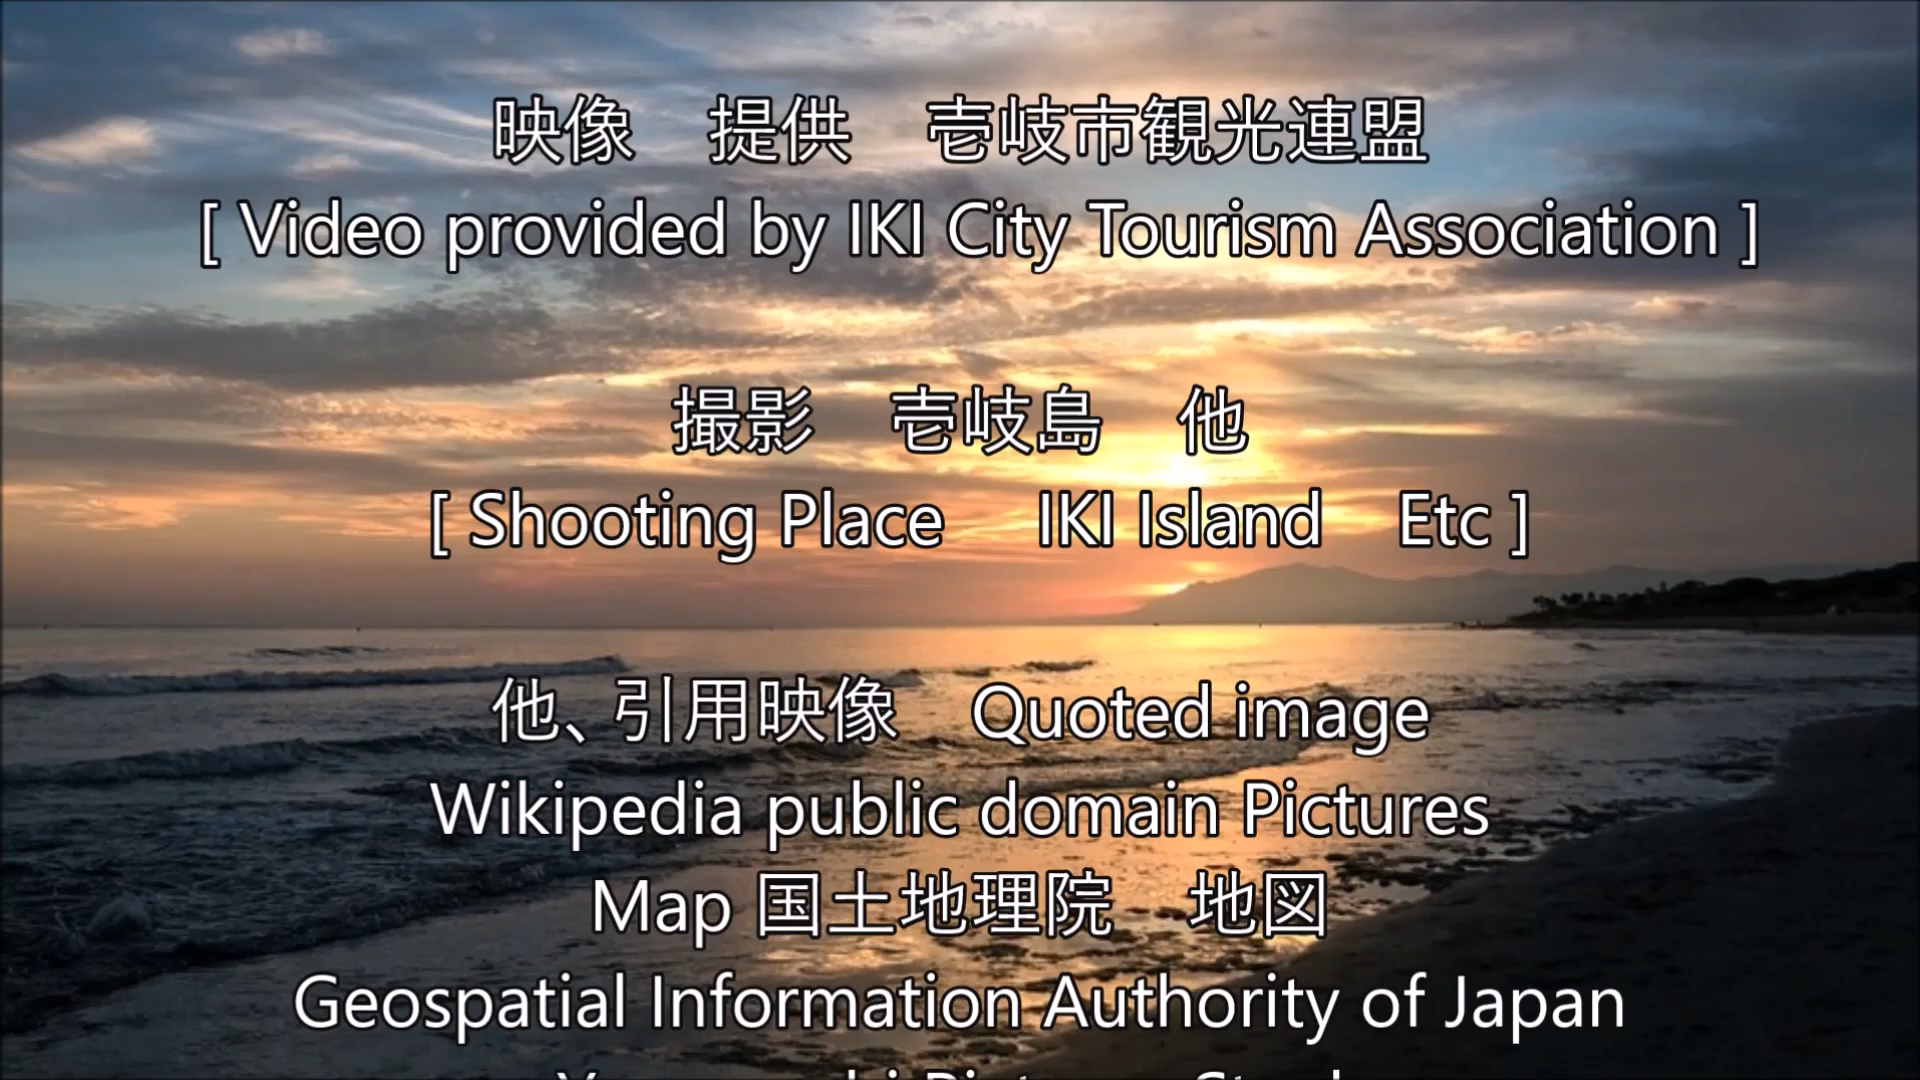 映像　提供　壱岐市観光連盟
[ Video provided by IKI City Tourism Association ]
撮影　壱岐島　他
[ Shooting Place　IKI Island　Etc ]
他、引用映像　Quoted image
Wikipedia public domain Pictures
Map 国土地理院　地図
Geospatial Information Authority of Japan